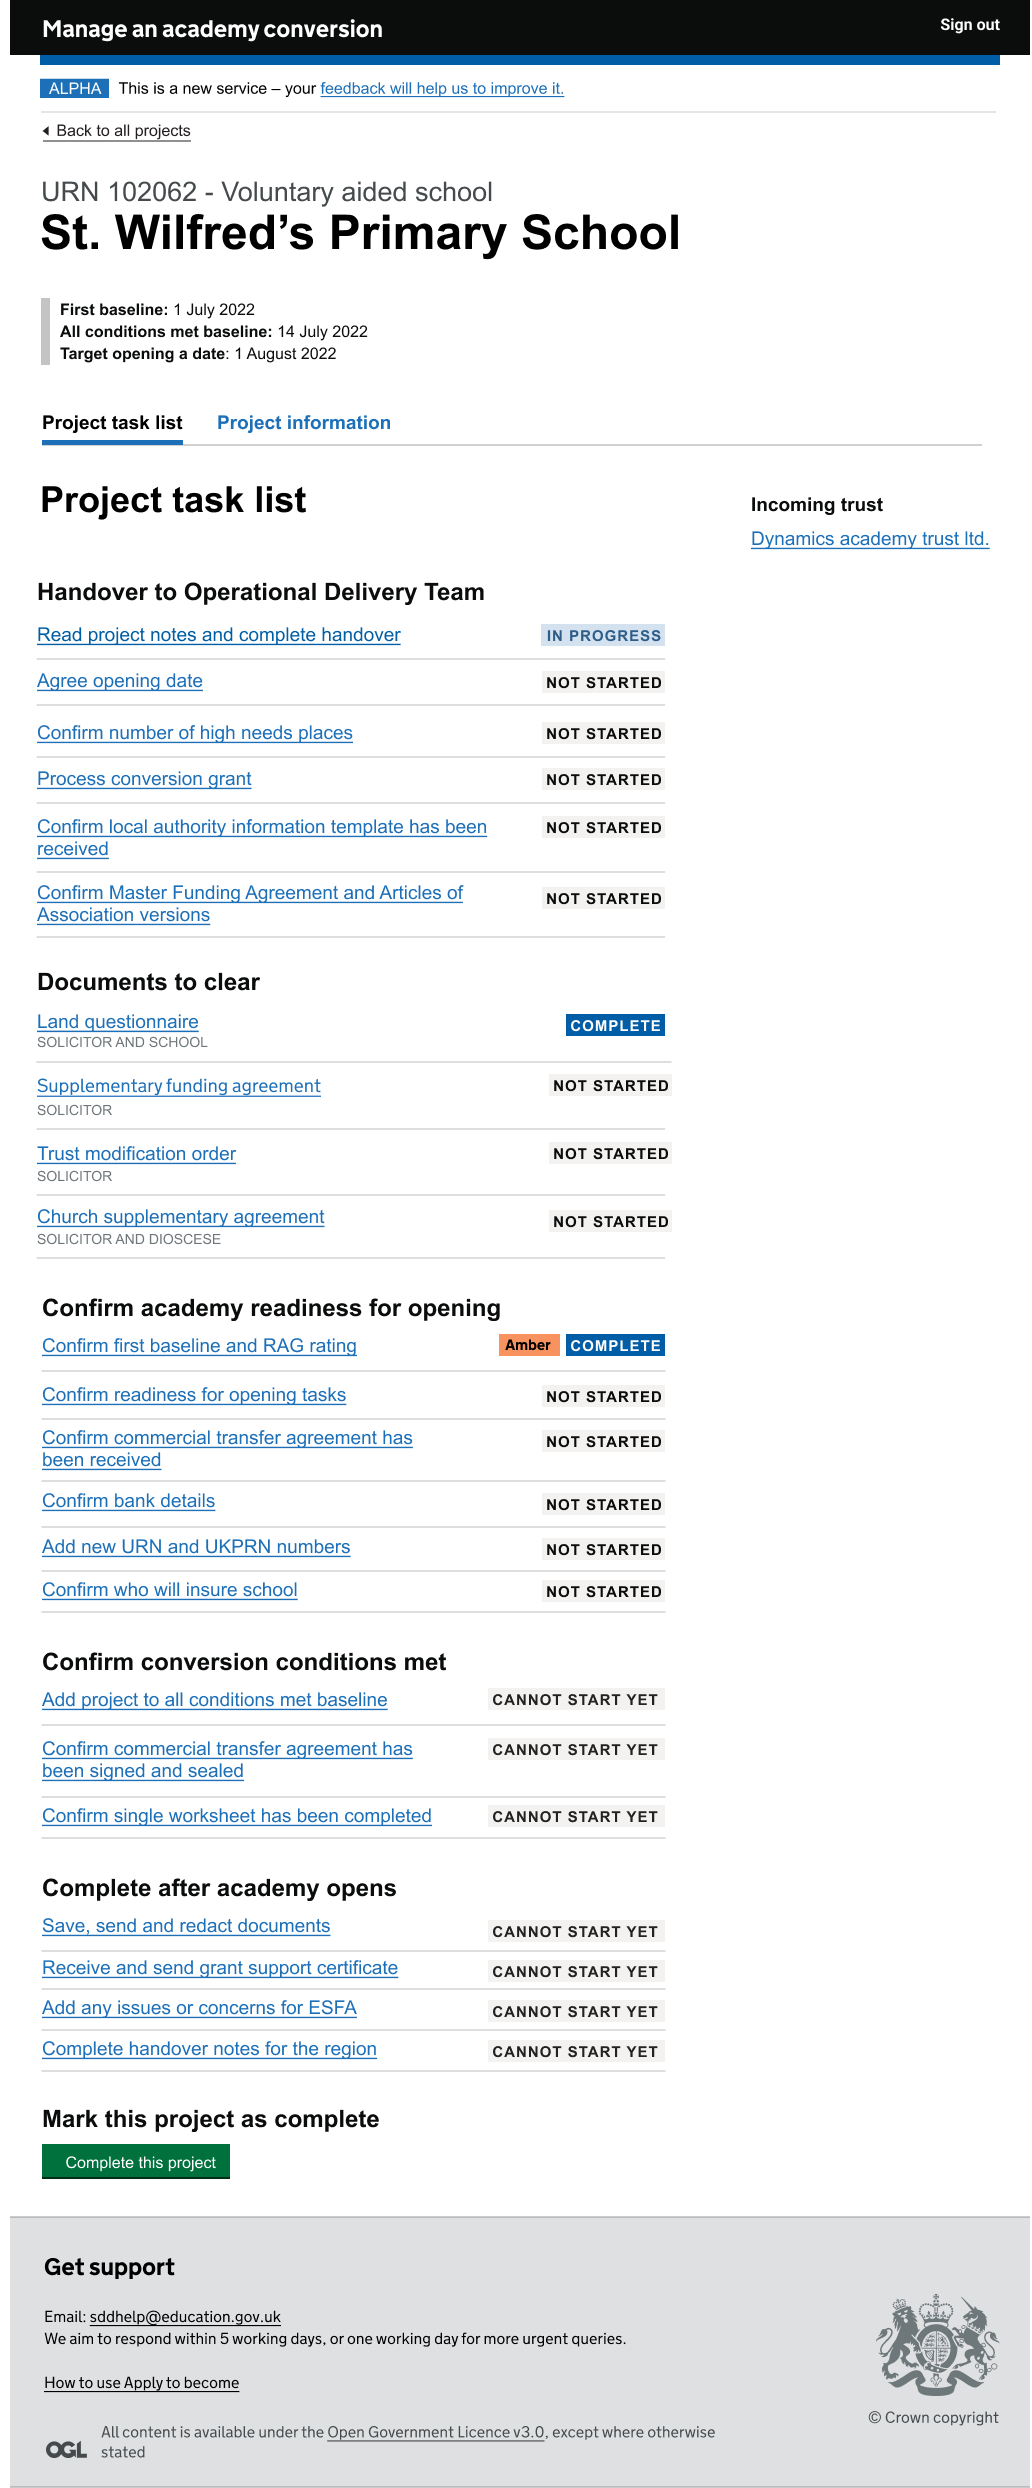 Manage an academy conversion
Sign out
ALPHA This is a new service – your feedback will help us to improve it.
Back to all projects
URN 102062 - Voluntary aided school
St. Wilfred’s Primary School
First baseline: 1 July 2022
All conditions met baseline: 14 July 2022
Target opening a date: 1 August 2022
Project task list Project information
Project task list
Incoming trust
Dynamics academy trust ltd.
Handover to Operational Delivery Team
Read project notes and complete handover IN PROGRESS
Agree opening date NOT STARTED
Confirm number of high needs places NOT STARTED
Process conversion grant NOT STARTED
Confirm local authority information template has been NOT STARTED
received
Confirm Master Funding Agreement and Articles of NOT STARTED
Association versions
Documents to clear
Land questionnaire COMPLETE
SOLICITOR AND SCHOOL
Supplementary funding agreement NOT STARTED
SOLICITOR
Trust modification order NOT STARTED
SOLICITOR
Church supplementary agreement NOT STARTED
SOLICITOR AND DIOSCESE
Confirm academy readiness for opening
Confirm first baseline and RAG rating Amber COMPLETE
Confirm readiness for opening tasks NOT STARTED
Confirm commercial transfer agreement has NOT STARTED
been received
Confirm bank details NOT STARTED
Add new URN and UKPRN numbers NOT STARTED
Confirm who will insure school NOT STARTED
Confirm conversion conditions met
Add project to all conditions met baseline CANNOT START YET
Confirm commercial transfer agreement has CANNOT START YET
been signed and sealed
Confirm single worksheet has been completed CANNOT START YET
Complete after academy opens
Save, send and redact documents CANNOT START YET
Receive and send grant support certificate CANNOT START YET
Add any issues or concerns for ESFA CANNOT START YET
Complete handover notes for the region CANNOT START YET
Mark this project as complete
Complete this project
Get support
Email: sddhelp@education.gov.uk
We aim to respond within 5 working days, or one working day for more urgent queries.
How to use Apply to become
© Crown copyright
OGL All content is available under the Open Government Licence v3.0, except where otherwise
stated